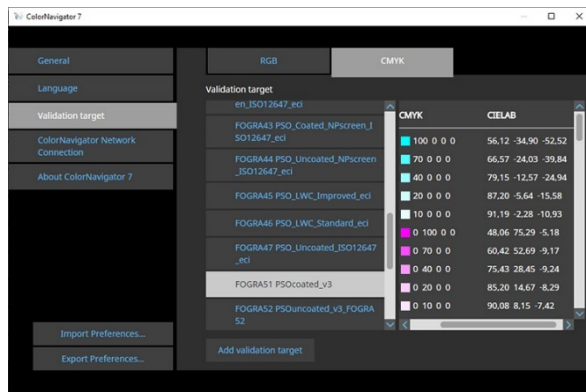 ColorNavigator 7
General
Language
Validation target
ColorNavigator Network
Connection
About ColorNavigator 7
Import Preferences...
Export Preferences...
RGB
CMYK
Validation target
en_ISO12647_eci
FOGRA43 PSO_Coated_NPscreen_I
SO12647_eci
FOGRA44 PSO_Uncoated_NPscreen
_ISO12647_eci
FOGRA45 PSO_LWC_Improved_eci
FOGRA46 PSO_LWC_Standard_eci
FOGRA47 PSO_Uncoated_ISO12647
_eci
FOGRA51 PSOcoated_v3
FOGRA52 PSOuncoated_v3_FOGRA
52
Add validation target
CMYK CIELAB
100 0 0 0 56,12 -34,90 -52,52
70 0 0 0 66,57 -24,03 -39,84
40 0 0 0 79,15 -12,57 -24,94
20 0 0 0 87,20 -5,64 -15,58
10 0 0 0 91,19 -2,28 -10,93
0 100 0 0 48,06 75,29 -5,18
0 70 0 0 60,42 52,69 -9,17
0 40 0 0 75,43 28,45 -9,24
0 20 0 0 85,20 14,67 -8,29
0 10 0 0 90,08 8,15 -7,42